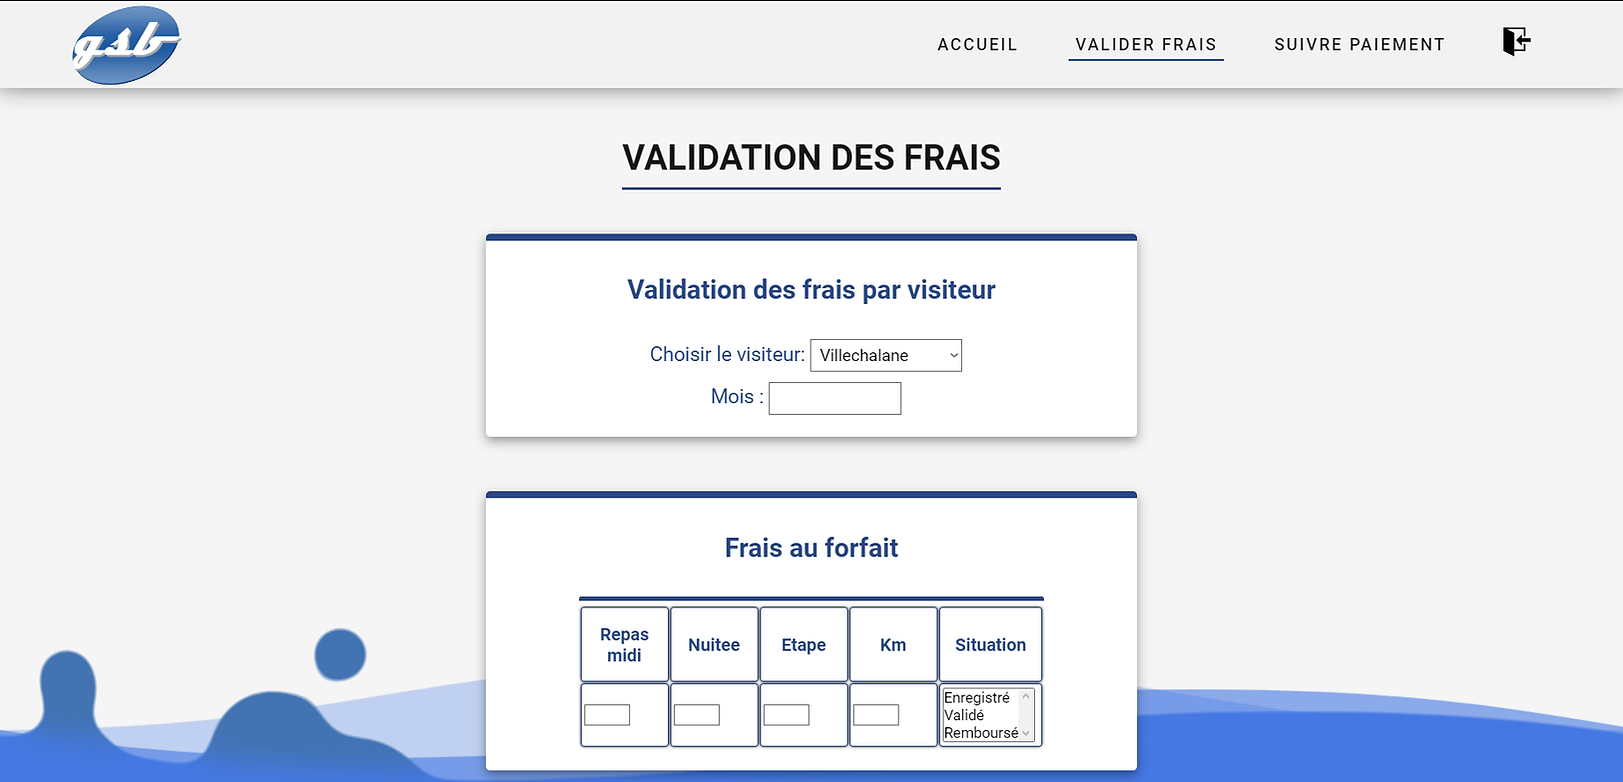 gsb
ACCUEIL
VALIDER FRAIS
SUIVRE PAIEMENT
VALIDATION DES FRAIS
Validation des frais par visiteur
Choisir le visiteur: Villechalane
Mois :
Frais au forfait
Repas midi
Nuitee
Etape
Km
Situation
Enregistré
Validé
Remboursé